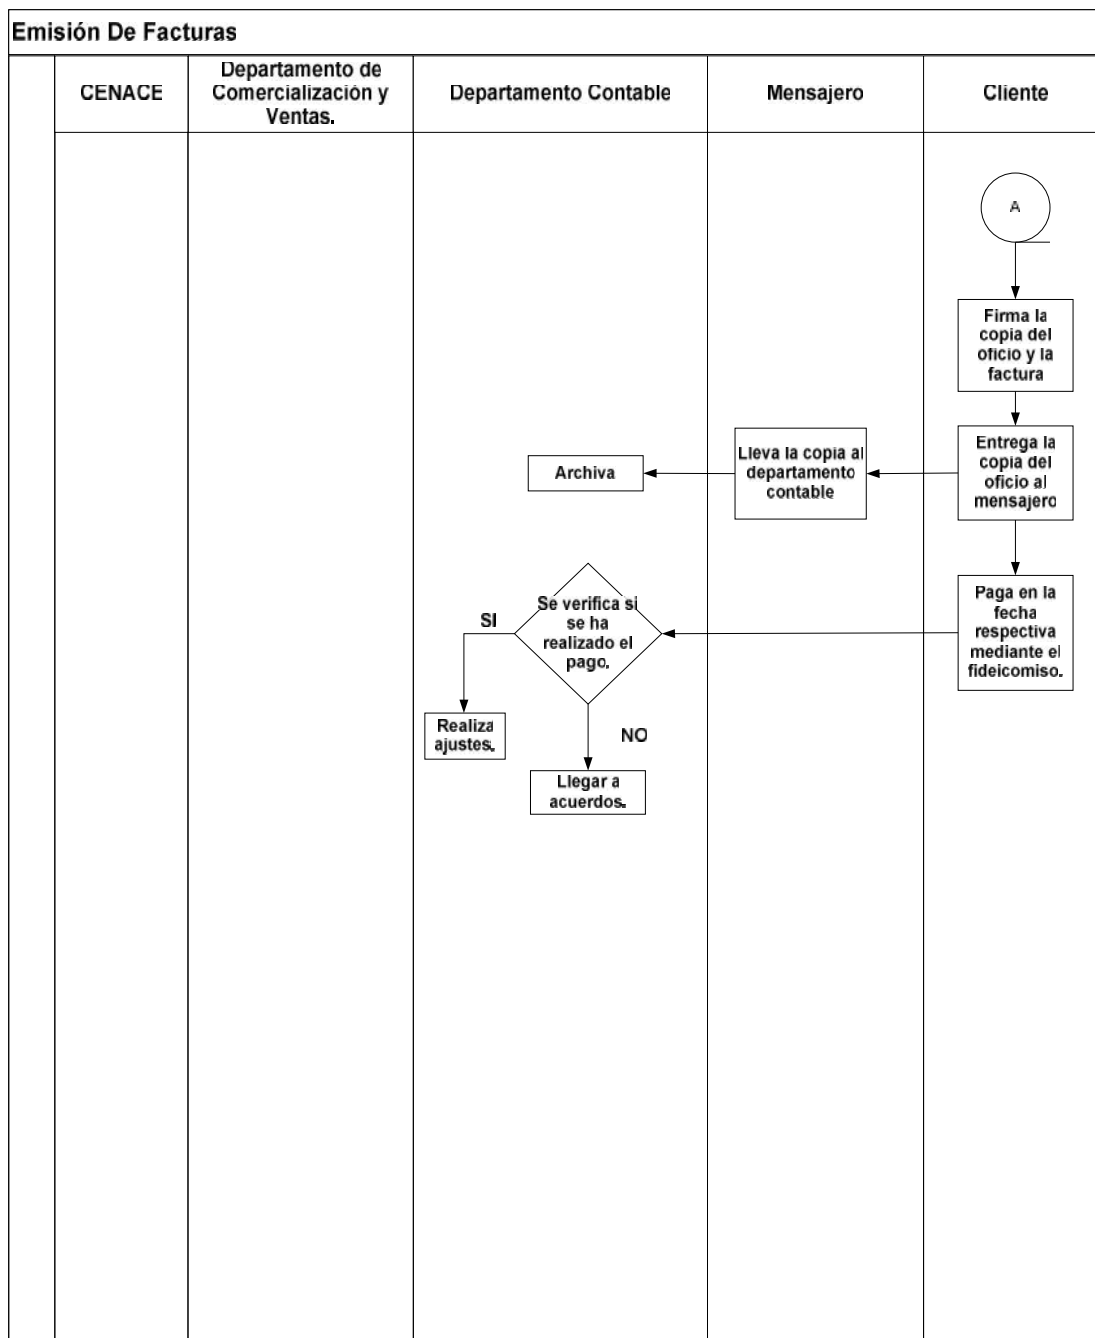 Emisión De Facturas
CENACE
Departamento de
Comercialización y
Ventas.
Departamento Contable
Mensajero
Cliente
A
Firma la
copia del
oficio y la
factura
Entrega la
copia del
oficio al
mensajero
Lleva la copia al
departamento
contable
Archiva
Paga en la
fecha
respectiva
mediante el
fideicomiso.
Se verifica si
se ha
realizado el
pago.
SI
Realiza
ajustes.
NO
Llegar a
acuerdos.